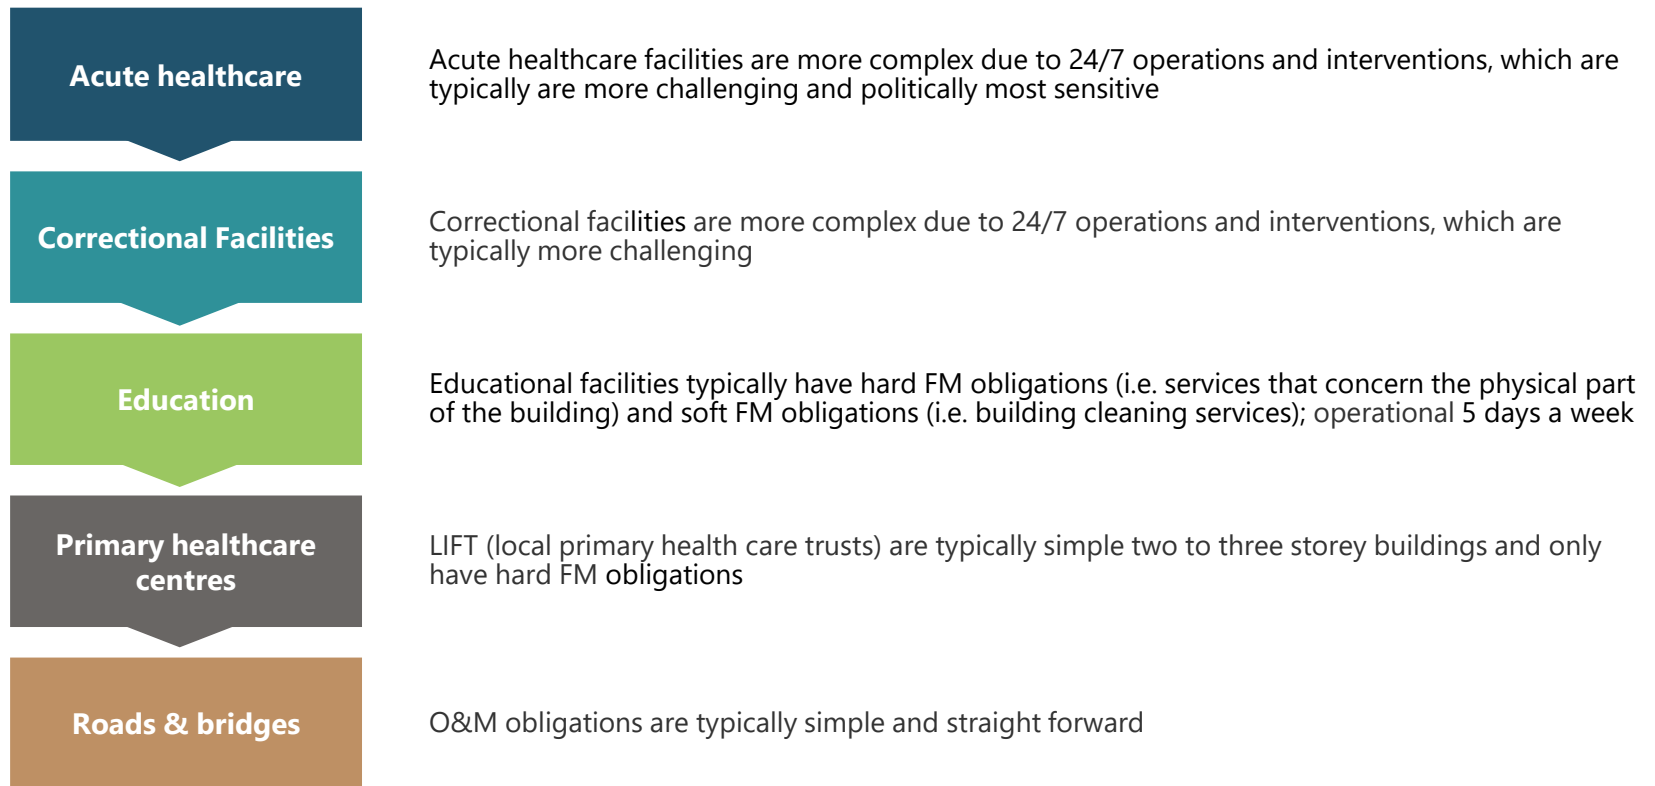 Acute healthcare
Acute healthcare facilities are more complex due to 24/7 operations and interventions, which are
typically are more challenging and politically most sensitive
Correctional Facilities
Correctional facilities are more complex due to 24/7 operations and interventions, which are
typically more challenging
Education
Educational facilities typically have hard FM obligations (i.e. services that concern the physical part
of the building) and soft FM obligations (i.e. building cleaning services); operational 5 days a week
Primary healthcare
centres
LIFT (local primary health care trusts) are typically simple two to three storey buildings and only
have hard FM obligations
Roads & bridges
O&M obligations are typically simple and straight forward